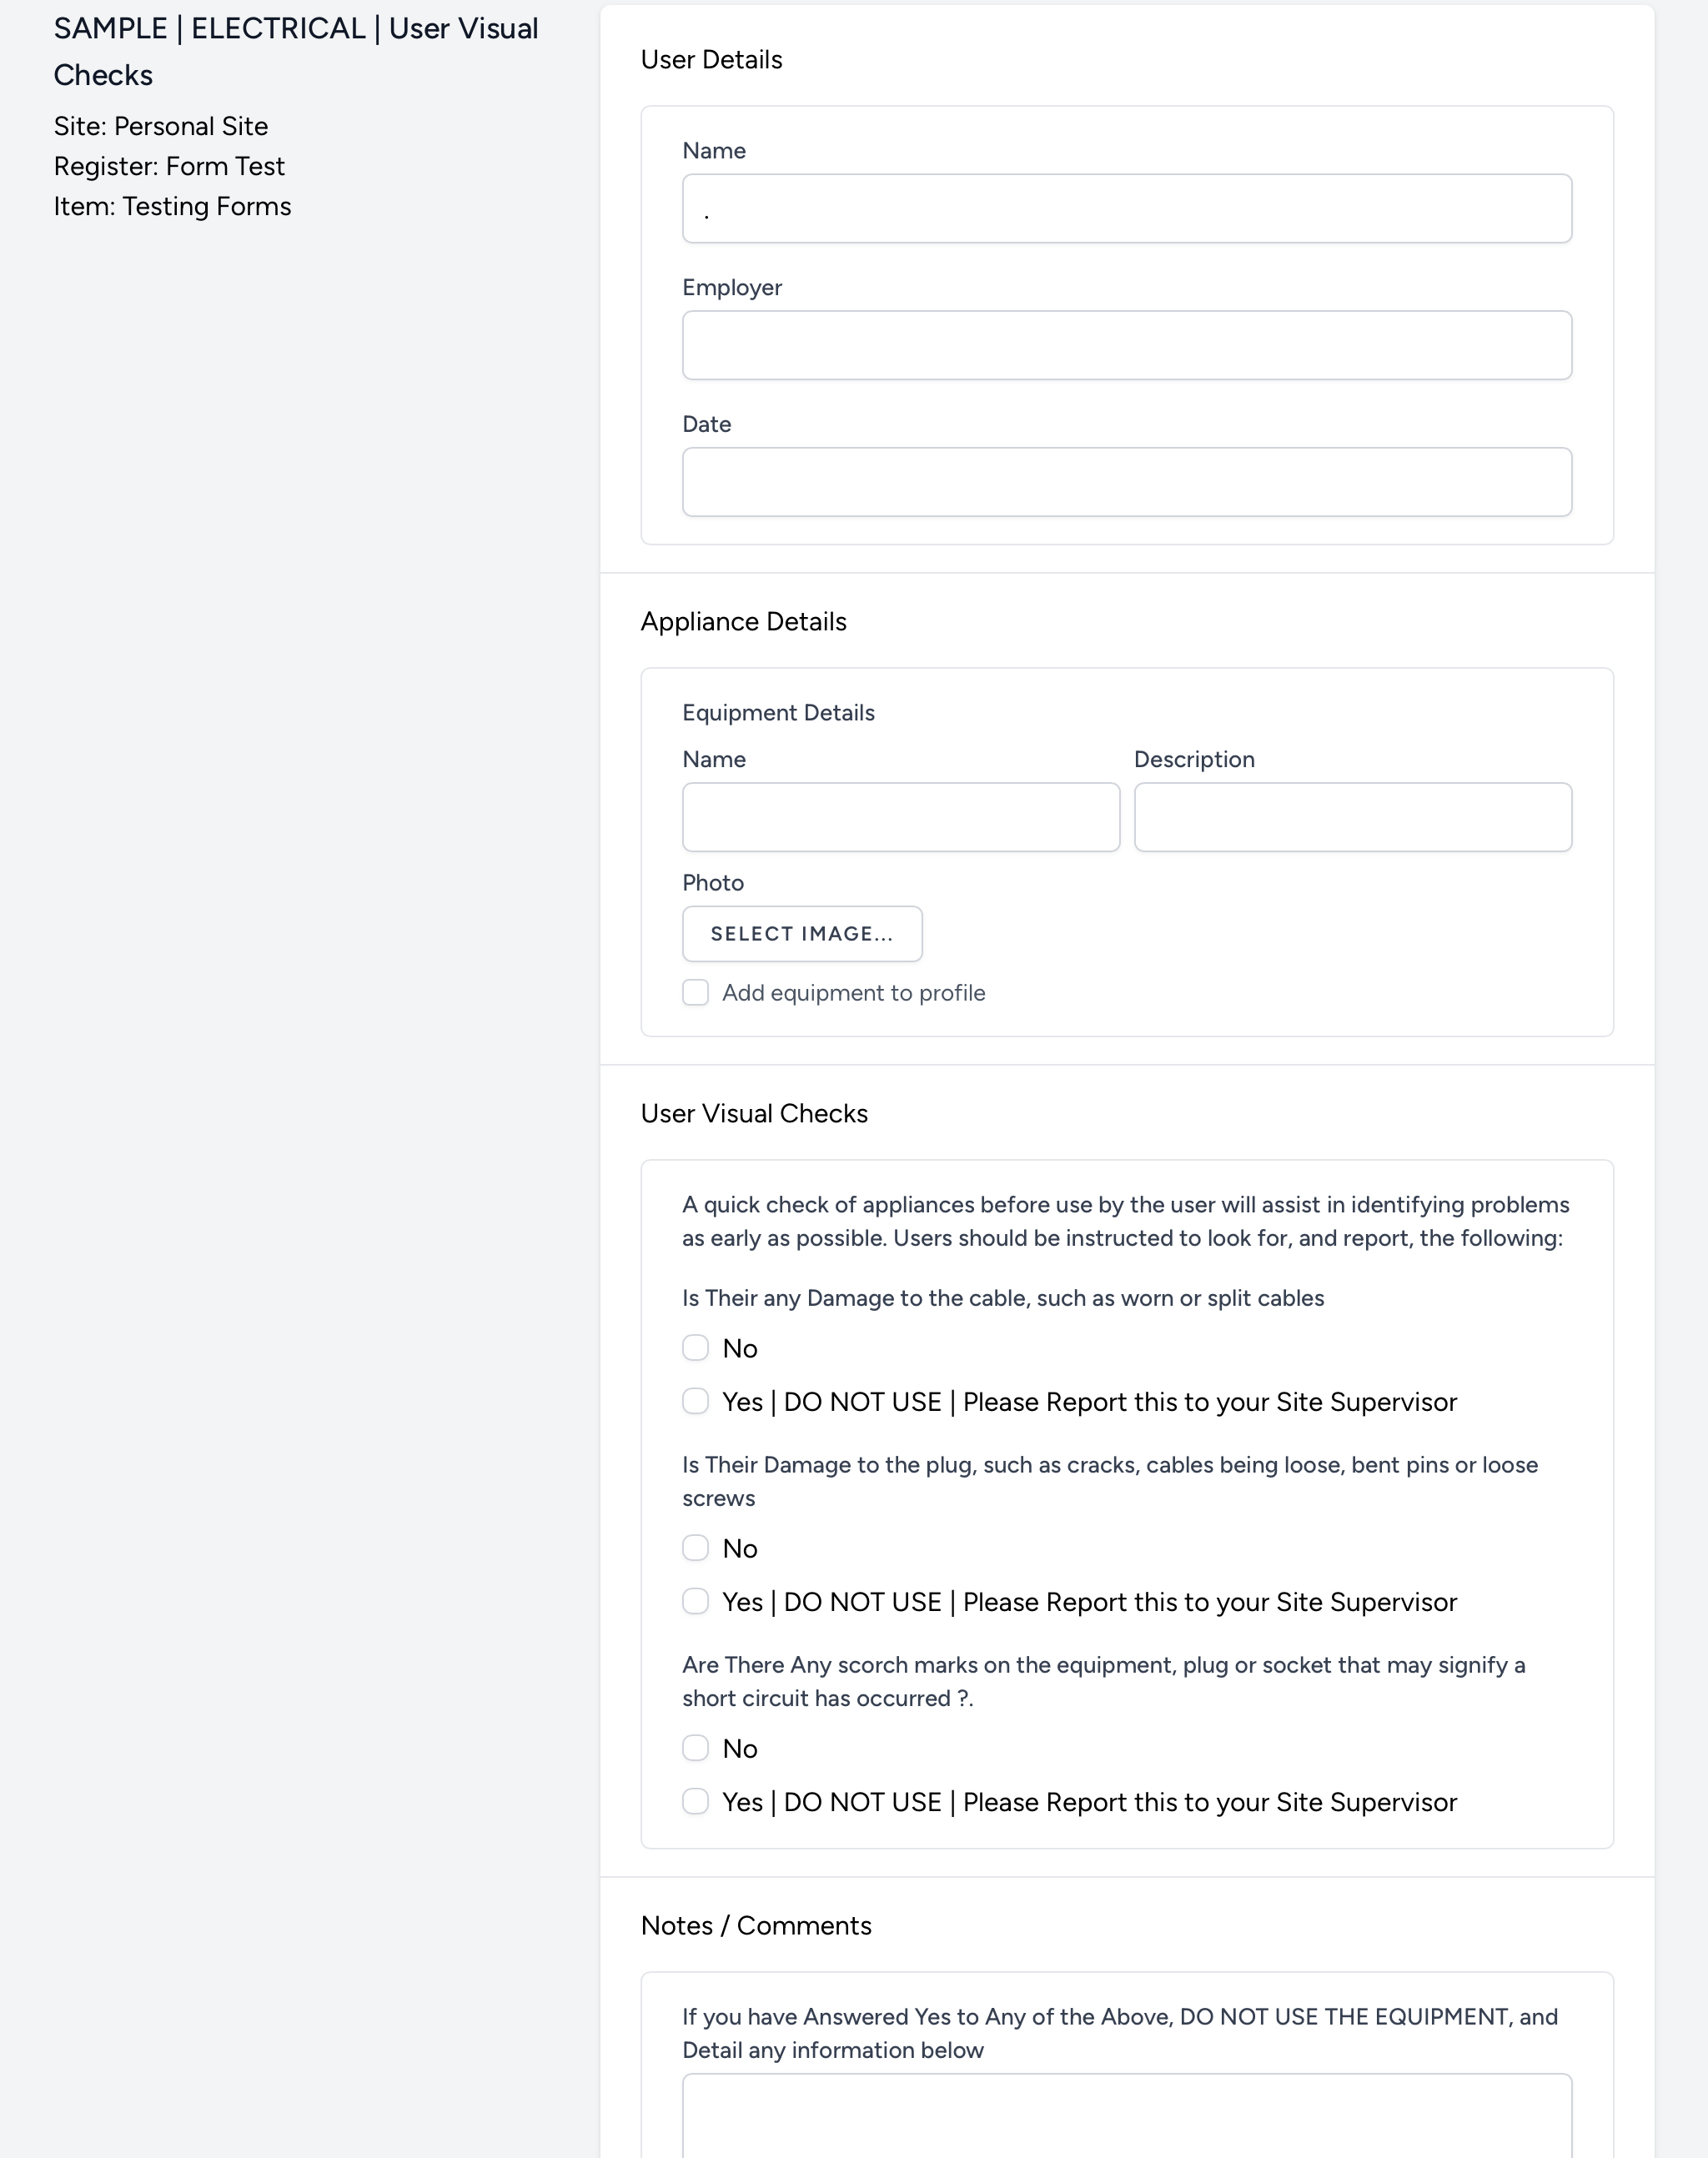 SAMPLE | ELECTRICAL | User Visual
Checks
Site: Personal Site
Register: Form Test
Item: Testing Forms
User Details
Name
.
Employer
Date
Appliance Details
Equipment Details
Name
Description
Photo
SELECT IMAGE...
Add equipment to profile
User Visual Checks
A quick check of appliances before use by the user will assist in identifying problems
as early as possible. Users should be instructed to look for, and report, the following:
Is Their any Damage to the cable, such as worn or split cables
No
Yes | DO NOT USE | Please Report this to your Site Supervisor
Is Their Damage to the plug, such as cracks, cables being loose, bent pins or loose
screws
No
Yes | DO NOT USE | Please Report this to your Site Supervisor
Are There Any scorch marks on the equipment, plug or socket that may signify a
short circuit has occurred ?.
No
Yes | DO NOT USE | Please Report this to your Site Supervisor
Notes / Comments
If you have Answered Yes to Any of the Above, DO NOT USE THE EQUIPMENT, and
Detail any information below